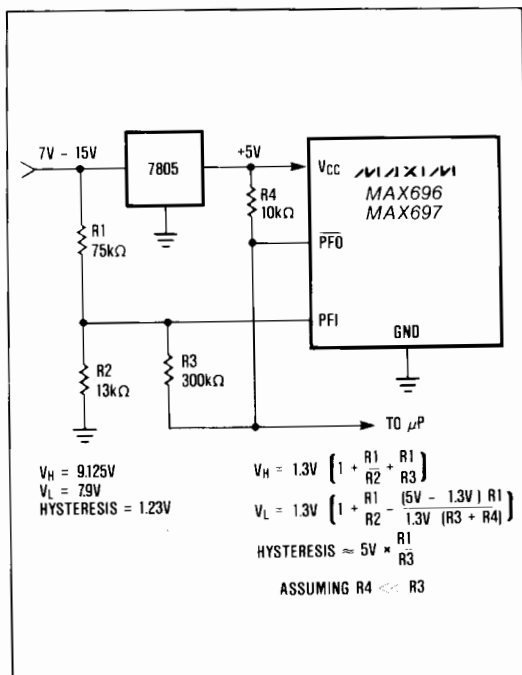 7V - 15V
7805
+5V
VCC
MAXIM
MAX696
MAX697
R4
10kΩ
PFO
R1
75kΩ
PFI
GND
R2
13kΩ
R3
300kΩ
TO μP
VH = 9.125V
VL = 7.9V
HYSTERESIS = 1.23V
VH = 1.3V (1 + R1/R2 + R1/R3)
VL = 1.3V (1 + R1/R2 - (5V - 1.3V) R1/1.3V (R3 + R4))
HYSTERESIS ≈ 5V × R1/R3
ASSUMING R4 << R3